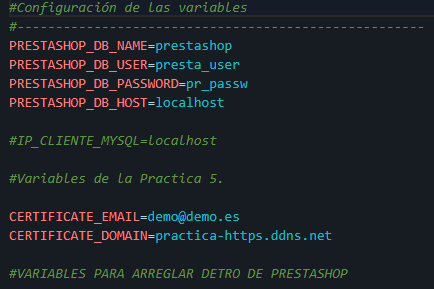 #Configuración de las variables
#---------------------------------------------------
PRESTASHOP_DB_NAME=prestashop
PRESTASHOP_DB_USER=presta_user
PRESTASHOP_DB_PASSWORD=pr_passw
PRESTASHOP_DB_HOST=localhost
#IP_CLIENTE_MYSQL=localhost
#Variables de la Practica 5.
CERTIFICATE_EMAIL=demo@demo.es
CERTIFICATE_DOMAIN=practica-https.ddns.net
#VARIABLES PARA ARREGLAR DETRO DE PRESTASHOP